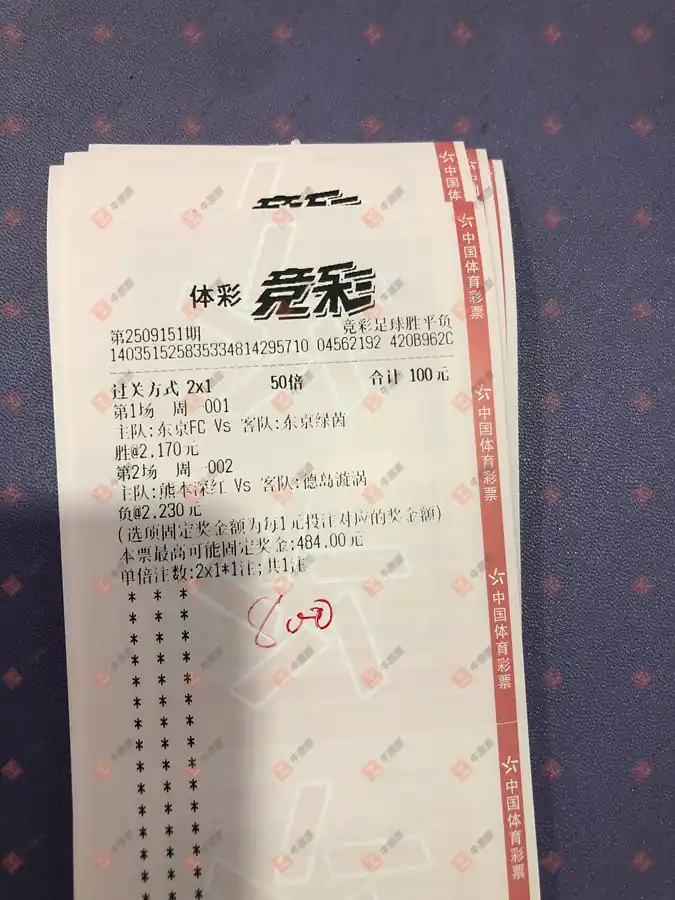 竞彩
体彩 竞彩
第2509151期 竞彩足球胜平负
140351525835334814295710 04562192 420B962C
过关方式 2x1 50倍 合计 100元
第1场 周一001
主队:东京FC Vs 客队:东京绿茵
胜@2.170元
第2场 周一002
主队:熊本深红 Vs 客队:德岛漩涡
负@2.230元
(选项固定奖金额为每1元投注对应的奖金额)
本票最高可能固定奖金:484.00元
单倍注数:2x1*1注;共1注
800
中国体
中国体育彩票
中国体育彩票
中国体育彩票
中国体育彩票